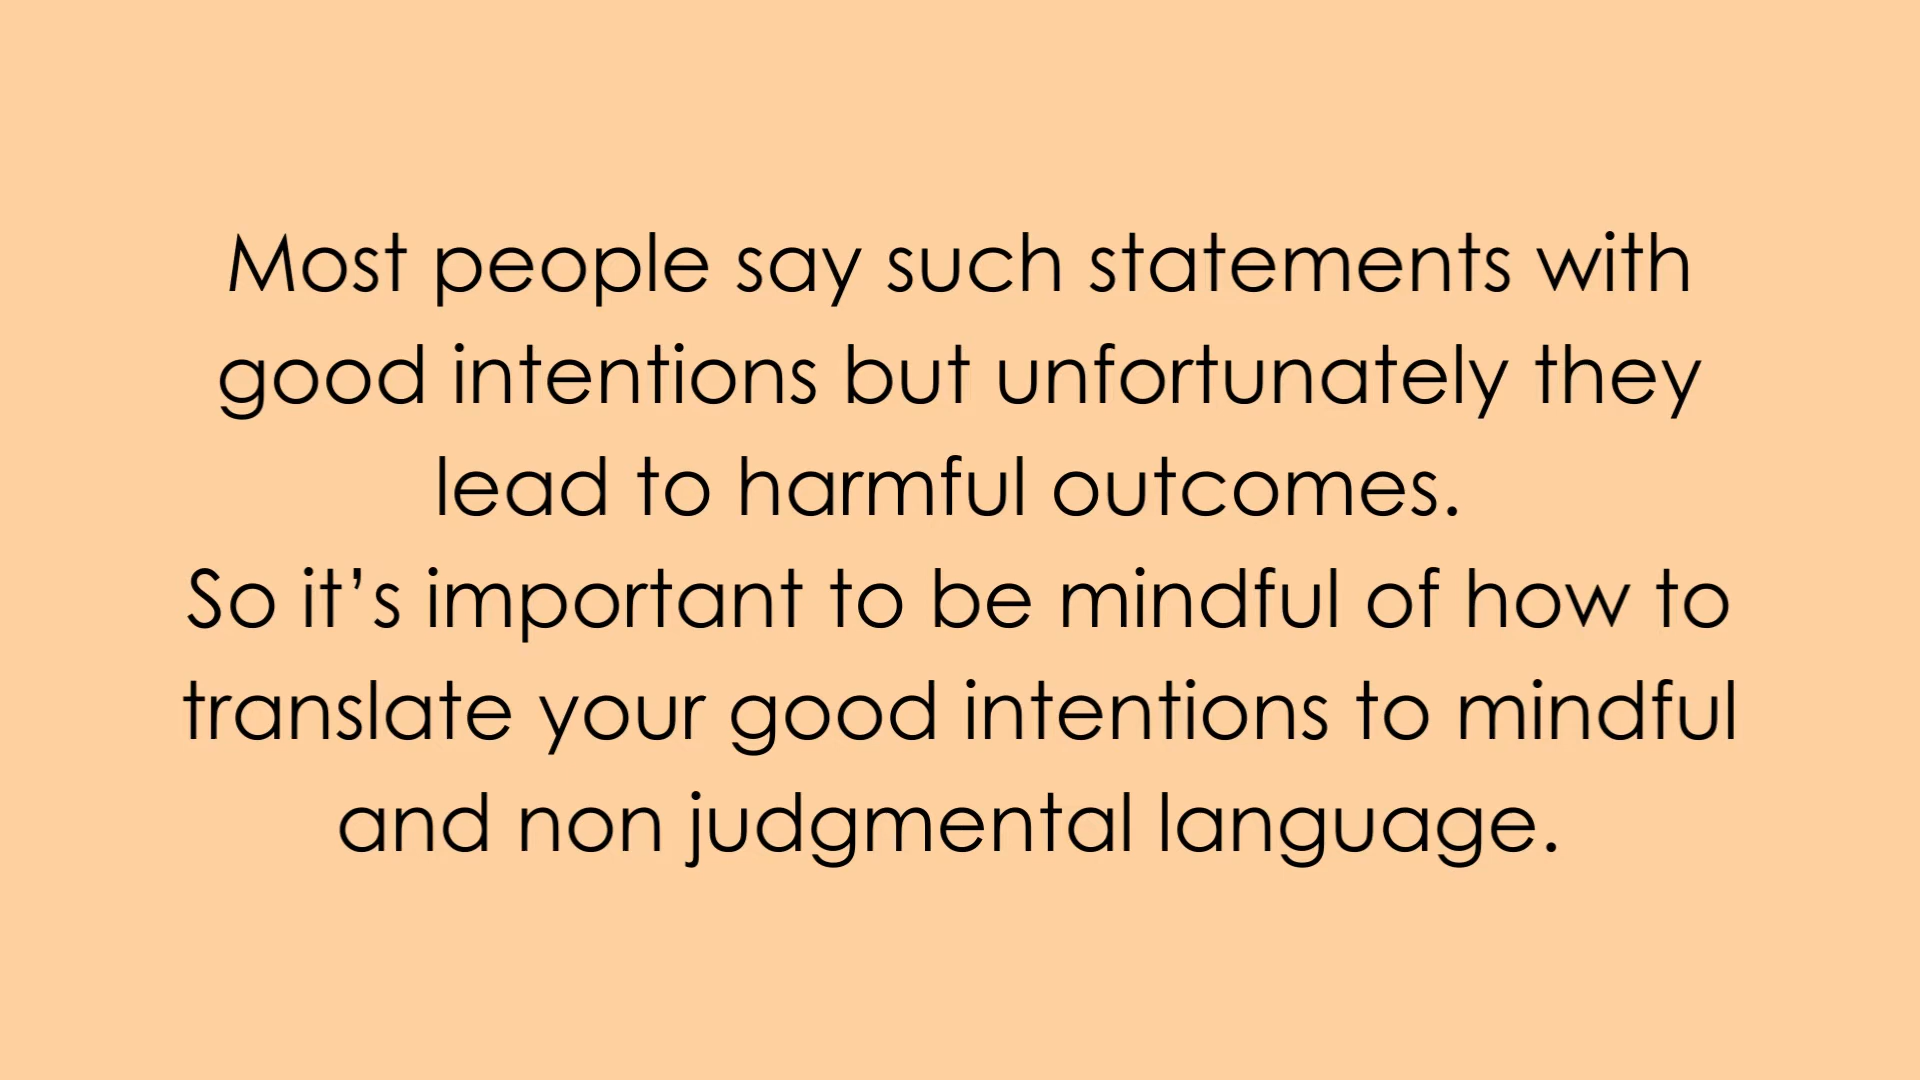 Most people say such statements with
good intentions but unfortunately they
lead to harmful outcomes.
So it’s important to be mindful of how to
translate your good intentions to mindful
and non judgmental language.